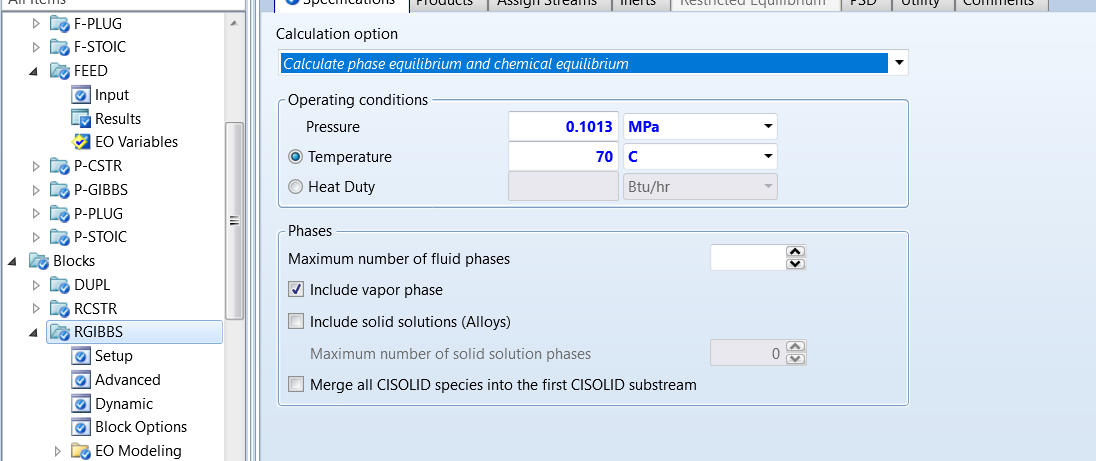 All Items
F-PLUG
F-STOIC
FEED
Input
Results
EO Variables
P-CSTR
P-GIBBS
P-PLUG
P-STOIC
Blocks
DUPL
RCSTR
RGIBBS
Setup
Advanced
Dynamic
Block Options
EO Modeling
Specifications Products Assign Streams Inerts Restricted Equilibrium PSD Utility Comments
Calculation option
Calculate phase equilibrium and chemical equilibrium
Operating conditions
Pressure 0.1013 MPa
Temperature 70 C
Heat Duty Btu/hr
Phases
Maximum number of fluid phases
Include vapor phase
Include solid solutions (Alloys)
Maximum number of solid solution phases 0
Merge all CISOLID species into the first CISOLID substream